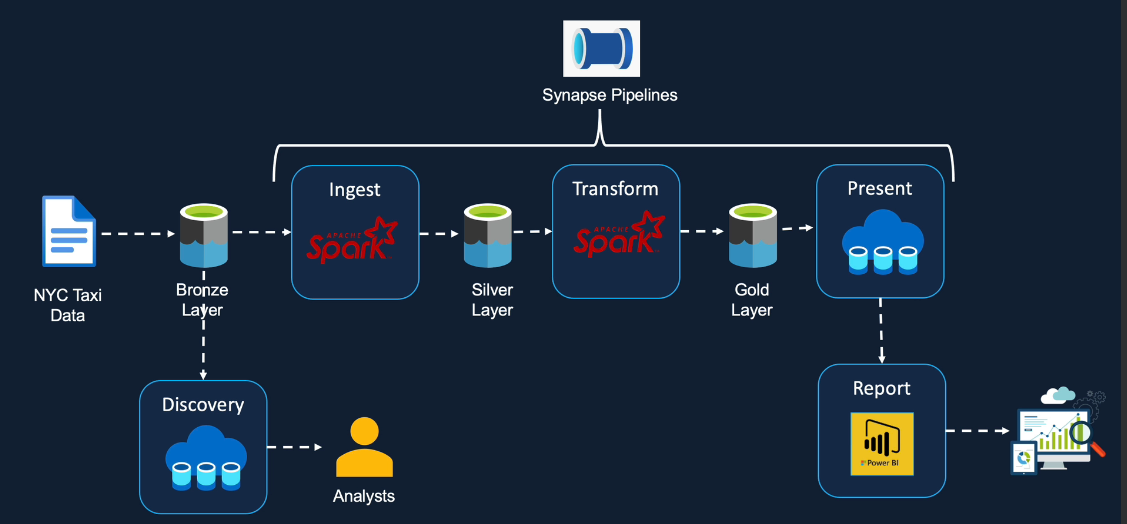 Synapse Pipelines
Ingest
APACHE
Spark
Transform
APACHE
Spark
Present
NYC Taxi
Data
Bronze
Layer
Silver
Layer
Gold
Layer
Discovery
Analysts
Report
Power BI